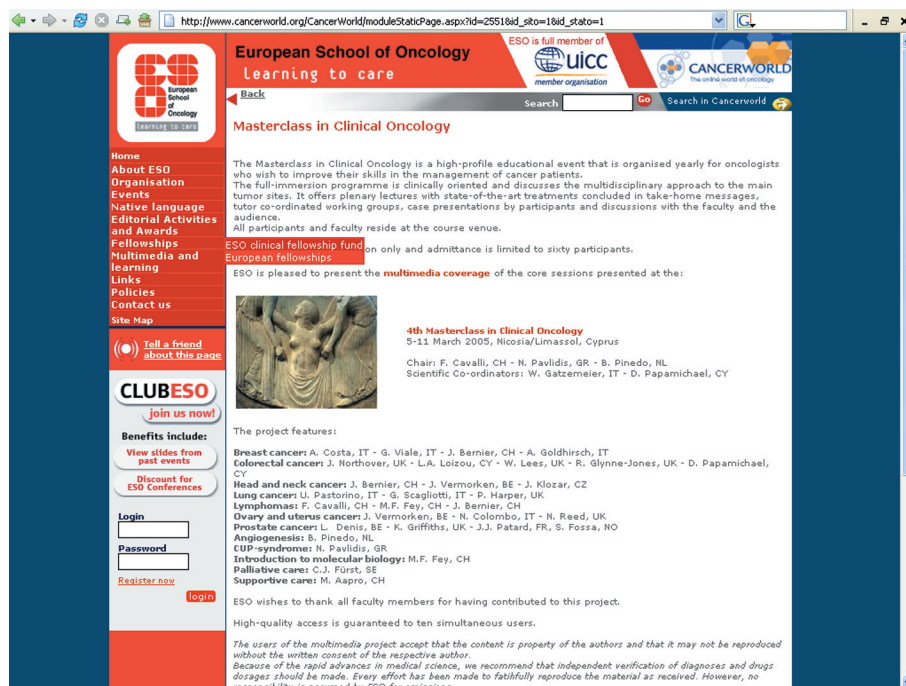 http://www.cancerworld.org/CancerWorld/moduleStaticPage.aspx?id=2551&id_sito=1&id_stato=1
G
European School of Oncology
Learning to care
ESO is full member of
uicc
member organisation
CANCERWORLD
The online world of oncology
ESO
European
School
of
Oncology
learning to care
Back
Search
Go
Search in Cancerworld
Masterclass in Clinical Oncology
Home
About ESO
Organisation
Events
Native language
Editorial Activities
and Awards
Fellowships
Multimedia and
learning
Links
Policies
Contact us
Site Map
ESO clinical fellowship fund
European fellowships
The Masterclass in Clinical Oncology is a high-profile educational event that is organised yearly for oncologists
who wish to improve their skills in the management of cancer patients.
The full-immersion programme is clinically oriented and discusses the multidisciplinary approach to the main
tumor sites. It offers plenary lectures with state-of-the-art treatments concluded in take-home messages,
tutor co-ordinated working groups, case presentations by participants and discussions with the faculty and the
audience.
All participants and faculty reside at the course venue.
on only and admittance is limited to sixty participants.
ESO is pleased to present the multimedia coverage of the core sessions presented at the:
4th Masterclass in Clinical Oncology
5-11 March 2005, Nicosia/Limassol, Cyprus
Chair: F. Cavalli, CH - N. Pavlidis, GR - B. Pinedo, NL
Scientific Co-ordinators: W. Gatzemeier, IT - D. Papamichael, CY
Tell a friend
about this page
CLUBESO
join us now!
Benefits include:
View slides from
past events
Discount for
ESO Conferences
Login
Password
Register now
login
The project features:
Breast cancer: A. Costa, IT - G. Viale, IT - J. Bernier, CH - A. Goldhirsch, IT
Colorectal cancer: J. Northover, UK - L.A. Loizou, CY - W. Lees, UK - R. Glynne-Jones, UK - D. Papamichael,
CY
Head and neck cancer: J. Bernier, CH - J. Vermorken, BE - J. Klozar, CZ
Lung cancer: U. Pastorino, IT - G. Scagliotti, IT - P. Harper, UK
Lymphomas: F. Cavalli, CH - M.F. Fey, CH - J. Bernier, CH
Ovary and uterus cancer: J. Vermorken, BE - N. Colombo, IT - N. Reed, UK
Prostate cancer: L. Denis, BE - K. Griffiths, UK - J.J. Patard, FR, S. Fossa, NO
Angiogenesis: B. Pinedo, NL
CUP-syndrome: N. Pavlidis, GR
Introduction to molecular biology: M.F. Fey, CH
Palliative care: C.J. Fürst, SE
Supportive care: M. Aapro, CH
ESO wishes to thank all faculty members for having contributed to this project.
High-quality access is guaranteed to ten simultaneous users.
The users of the multimedia project accept that the content is property of the authors and that it may not be reproduced
without the written consent of the respective author.
Because of the rapid advances in medical science, we recommend that independent verification of diagnoses and drugs
dosages should be made. Every effort has been made to fatihfully reproduce the material as received. However, no